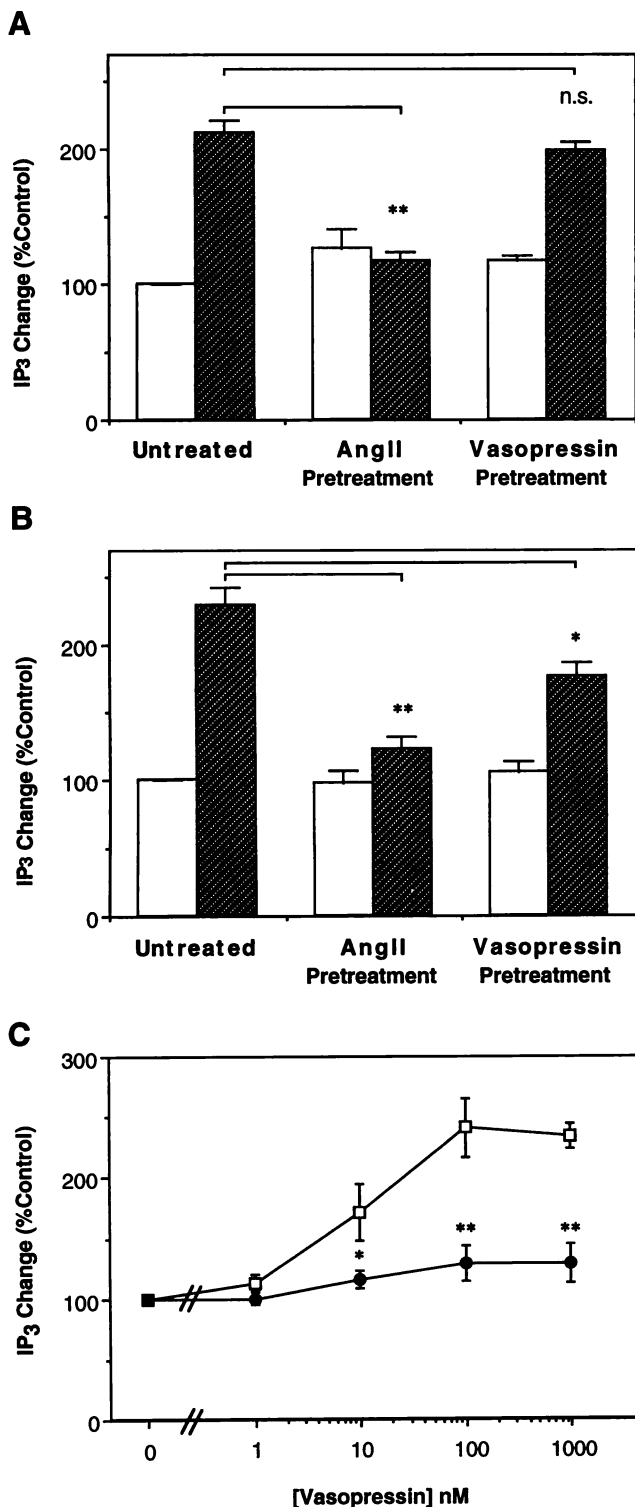 A
IP3 Change (%Control)
200
100
0
n.s.
**
Untreated
AngII
Pretreatment
Vasopressin
Pretreatment
B
IP3 Change (%Control)
200
100
0
*
**
Untreated
AngII
Pretreatment
Vasopressin
Pretreatment
C
IP3 Change (%Control)
300
200
100
0
*
**
**
0
1
10
100
1000
[Vasopressin] nM